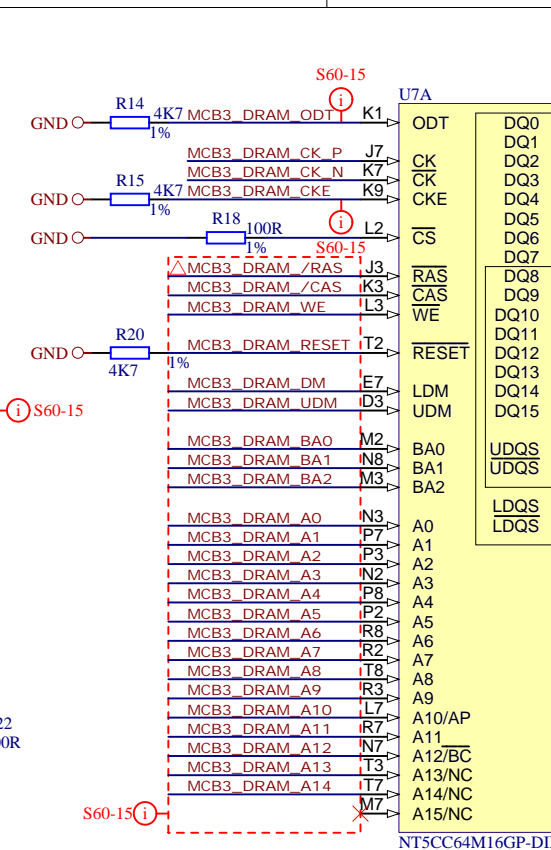 S60-15
U7A
R14 4K7 MCB3_DRAM_ODT i K1 ODT DQ0
GND 1% DQ1
MCB3_DRAM_CK_P J7 CK DQ2
MCB3_DRAM_CK_N K7 CK DQ3
R15 4K7 MCB3_DRAM_CKE K9 CKE DQ4
GND 1% DQ5
R18 100R i L2 CS DQ6
GND 1% S60-15 DQ7
MCB3_DRAM_/RAS J3 RAS DQ8
MCB3_DRAM_/CAS K3 CAS DQ9
MCB3_DRAM_WE L3 WE DQ10
R20 DQ11
GND MCB3_DRAM_RESET T2 RESET DQ12
4K7 1% DQ13
MCB3_DRAM_DM E7 LDM DQ14
i S60-15 MCB3_DRAM_UDM D3 UDM DQ15
MCB3_DRAM_BA0 M2 BA0 UDQS
MCB3_DRAM_BA1 N8 BA1 UDQS
MCB3_DRAM_BA2 M3 BA2
LDQS
MCB3_DRAM_A0 N3 A0 LDQS
MCB3_DRAM_A1 P7 A1
MCB3_DRAM_A2 P3 A2
MCB3_DRAM_A3 N2 A3
MCB3_DRAM_A4 P8 A4
MCB3_DRAM_A5 P2 A5
MCB3_DRAM_A6 R8 A6
MCB3_DRAM_A7 R2 A7
MCB3_DRAM_A8 T8 A8
MCB3_DRAM_A9 R3 A9
MCB3_DRAM_A10 L7 A10/AP
MCB3_DRAM_A11 R7 A11
MCB3_DRAM_A12 N7 A12/BC
MCB3_DRAM_A13 T3 A13/NC
MCB3_DRAM_A14 T7 A14/NC
S60-15 i M7 A15/NC
NT5CC64M16GP-DI